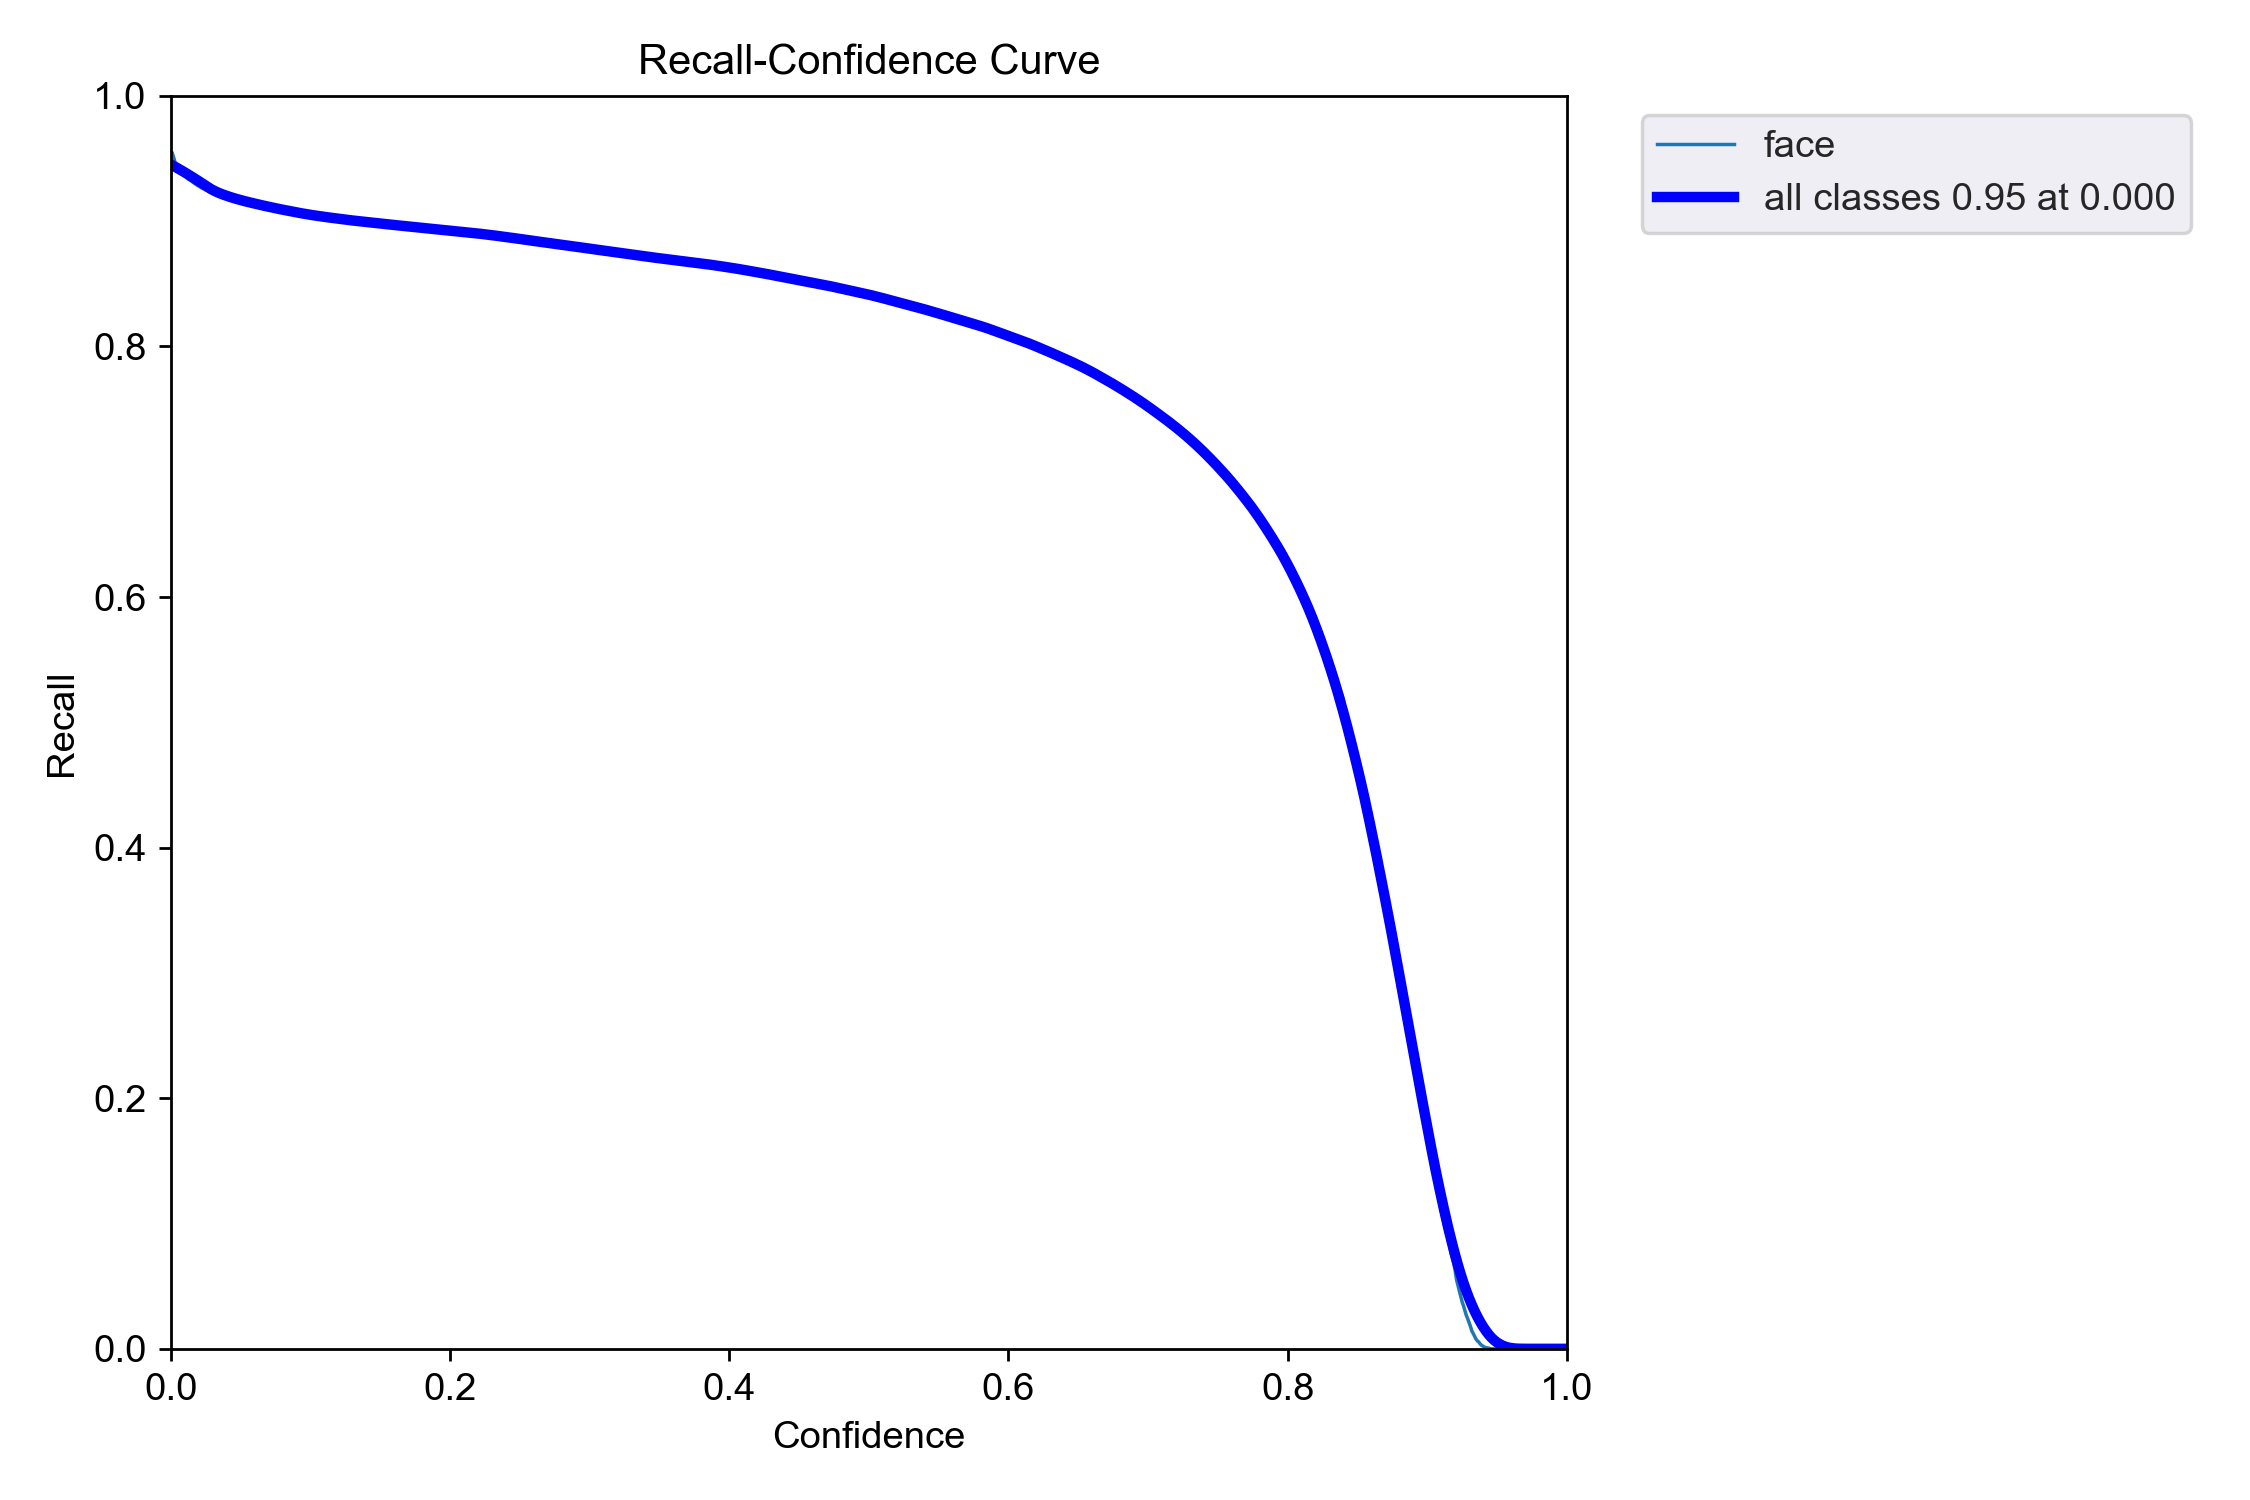 Recall-Confidence Curve
1.0
0.8
0.6
0.4
0.2
0.0
Recall
0.0 0.2 0.4 0.6 0.8 1.0
Confidence
face
all classes 0.95 at 0.000